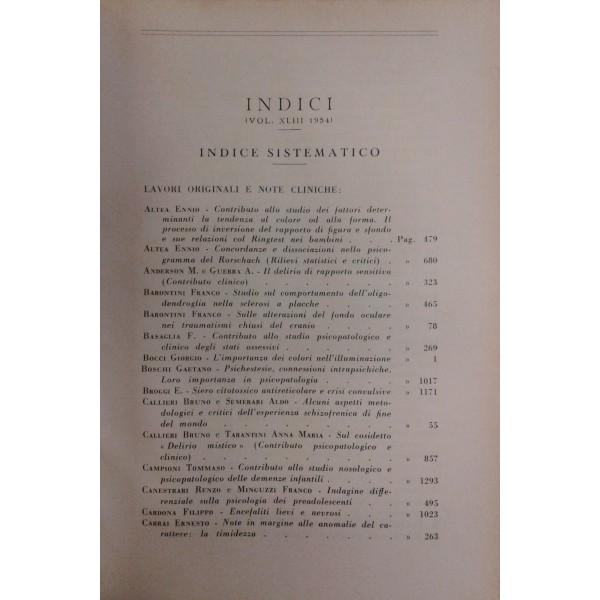 INDICI
(VOL. XLIII 1954)
INDICE SISTEMATICO
LAVORI ORIGINALI E NOTE CLINICHE:
ALTEA ENNIO - Contributo allo studio dei fattori deter-
minanti la tendenza al colore od alla forma. Il
processo di inversione del rapporto di figura e sfondo
e sue relazioni col Ringtest nei bambini . . . Pag. 479
ALTEA ENNIO - Concordanze e dissociazioni nello psico-
gramma del Rorschach (Rilievi statistici e critici) . » 680
ANDERSON M. e GUERRA A. - Il delirio di rapporto sensitivo
(Contributo clinico) . . . . . . . . » 323
BARONTINI FRANCO - Studio sul comportamento dell'oligo-
dendroglia nella sclerosi a placche . . . . » 465
BARONTINI FRANCO - Sulle alterazioni del fondo oculare
nei traumatismi chiusi del cranio . . . . . » 78
BASAGLIA F. - Contributo allo studio psicopatologico e
clinico degli stati ossessivi . . . . . . » 269
BOCCI GIORGIO - L'importanza dei colori nell'illuminazione » 1
BOSCHI GAETANO - Psichestesie, connessioni intrapsichiche.
Loro importanza in psicopatologia . . . . . » 1017
BROGGI E. - Siero citotossico antireticolare e crisi convulsive » 1171
CALLIERI BRUNO e SEMERARI ALDO - Alcuni aspetti meto-
dologici e critici dell'esperienza schizofrenica di fine
del mondo . . . . . . . . . » 55
CALLIERI BRUNO e TARANTINI ANNA MARIA - Sul cosidetto
« Delirio mistico » (Contributo psicopatologico e
clinico) . . . . . . . . . . » 857
CAMPIONI TOMMASO - Contributo allo studio nosologico e
psicopatologico delle demenze infantili . . . . » 1293
CANESTRARI RENZO e MINGUZZI FRANCO - Indagine diffe-
renziale sulla psicologia dei preadolescenti . . . » 495
CARDONA FILIPPO - Encefaliti lievi e nevrosi . . . . » 1023
CARRAI ERNESTO - Note in margine alle anomalie del ca-
rattere: la timidezza . . . . . . . » 263